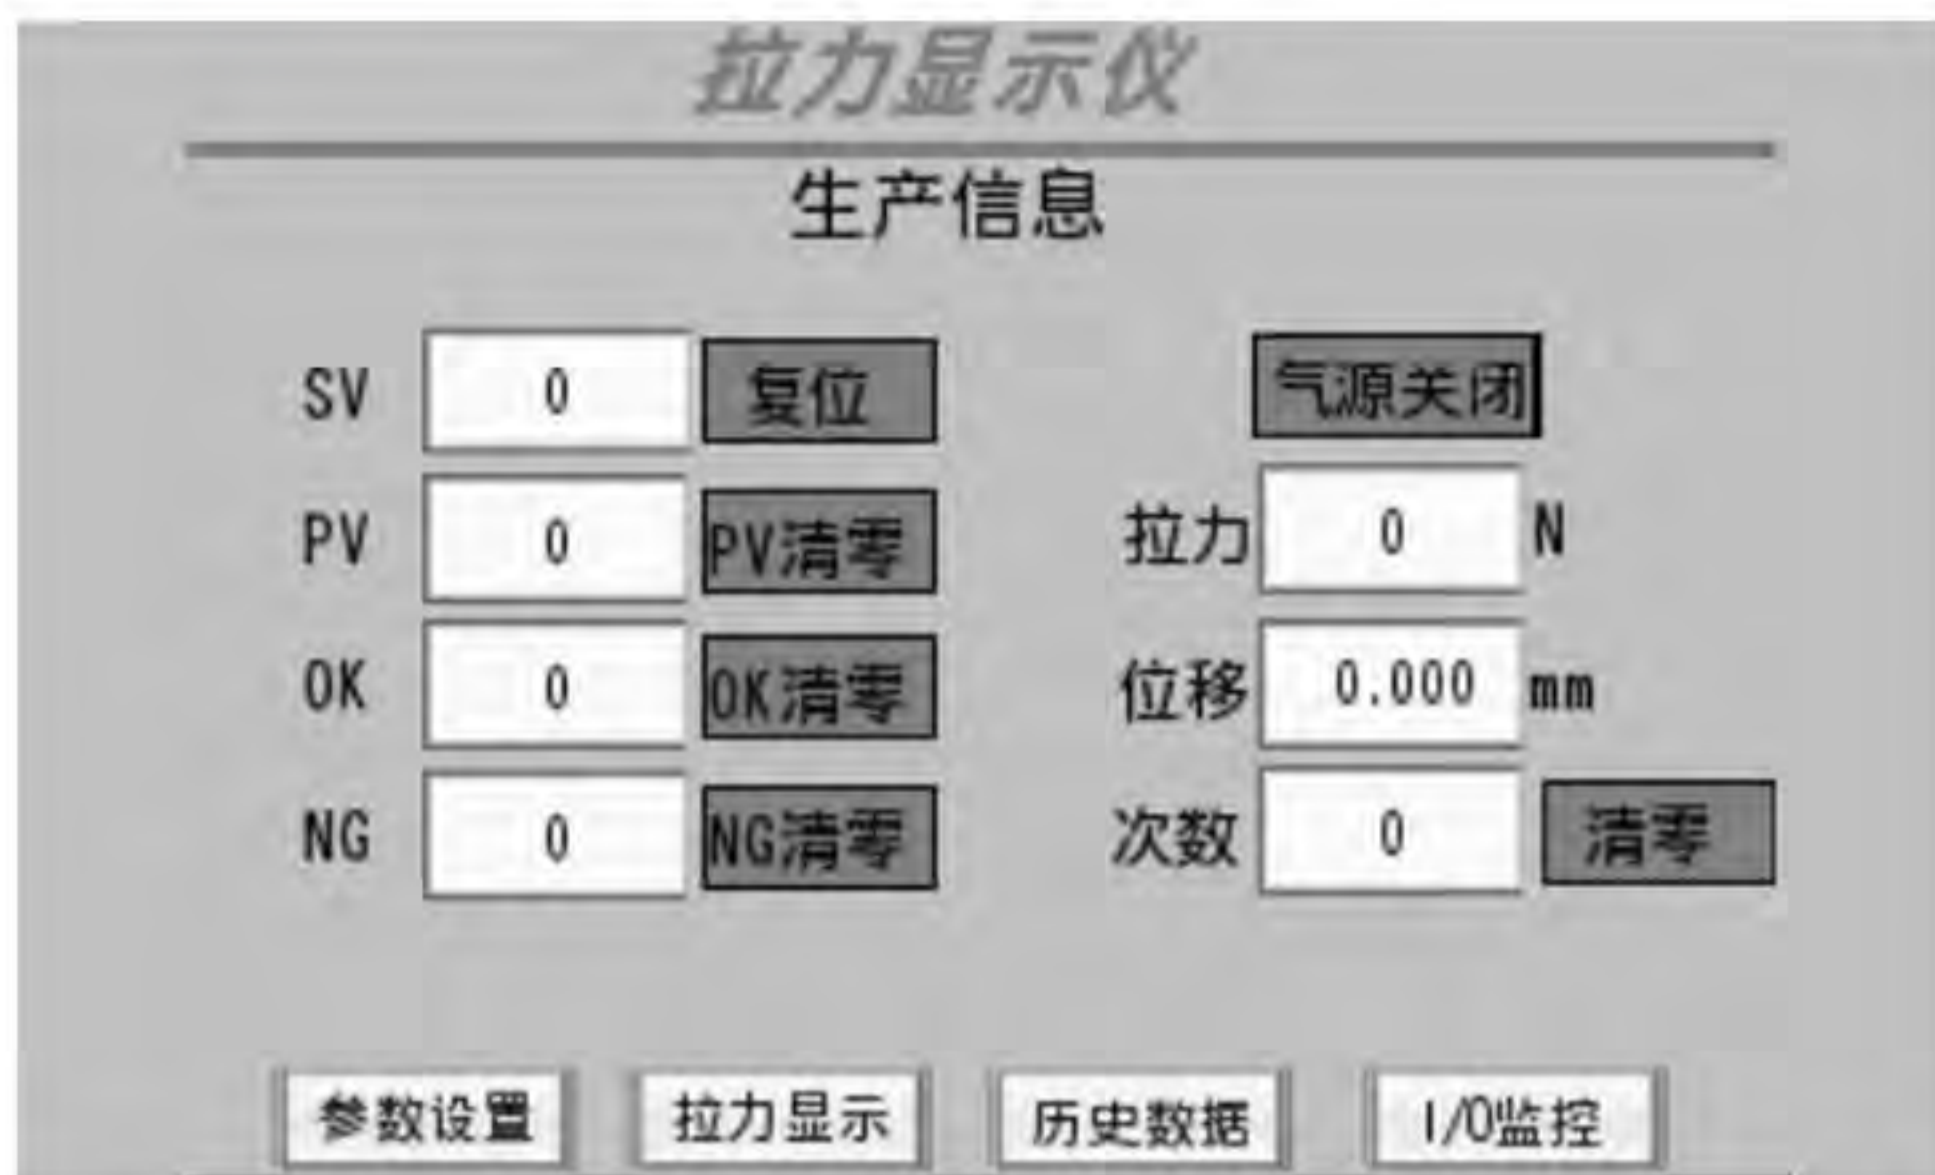 拉力显示仪
生产信息
SV 0 复位 气源关闭
PV 0 PV清零 拉力 0 N
OK 0 OK清零 位移 0.000 mm
NG 0 NG清零 次数 0 清零
参数设置 拉力显示 历史数据 I/O监控